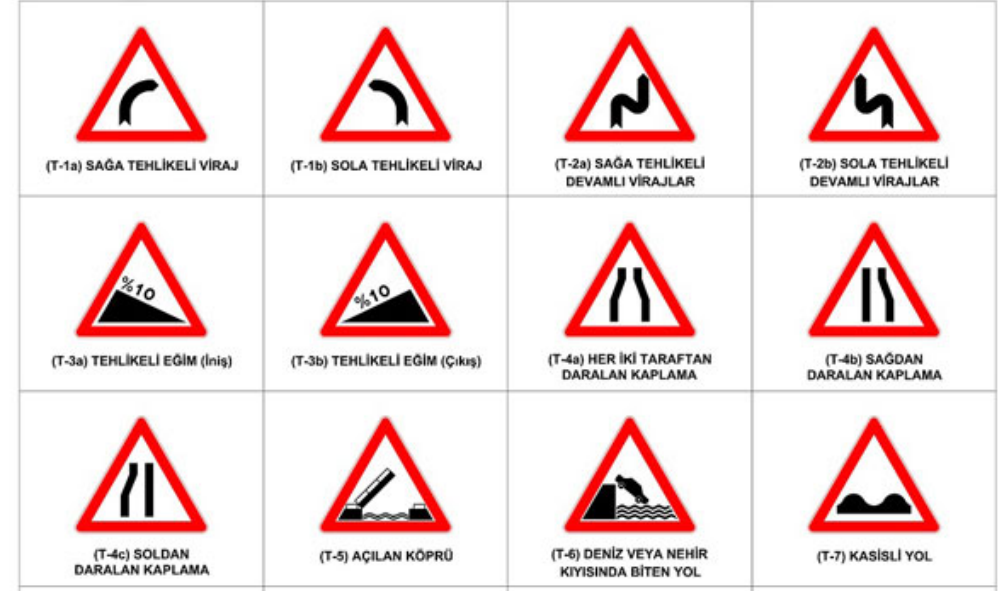 (T-1a) SAĞA TEHLİKELİ VİRAJ
(T-1b) SOLA TEHLİKELİ VİRAJ
(T-2a) SAĞA TEHLİKELİ
DEVAMLI VİRAJLAR
(T-2b) SOLA TEHLİKELİ
DEVAMLI VİRAJLAR
%10
(T-3a) TEHLİKELİ EĞİM (İniş)
%10
(T-3b) TEHLİKELİ EĞİM (Çıkış)
(T-4a) HER İKİ TARAFTAN
DARALAN KAPLAMA
(T-4b) SAĞDAN
DARALAN KAPLAMA
(T-4c) SOLDAN
DARALAN KAPLAMA
(T-5) AÇILAN KÖPRÜ
(T-6) DENİZ VEYA NEHİR
KIYISINDA BİTEN YOL
(T-7) KASİSLİ YOL